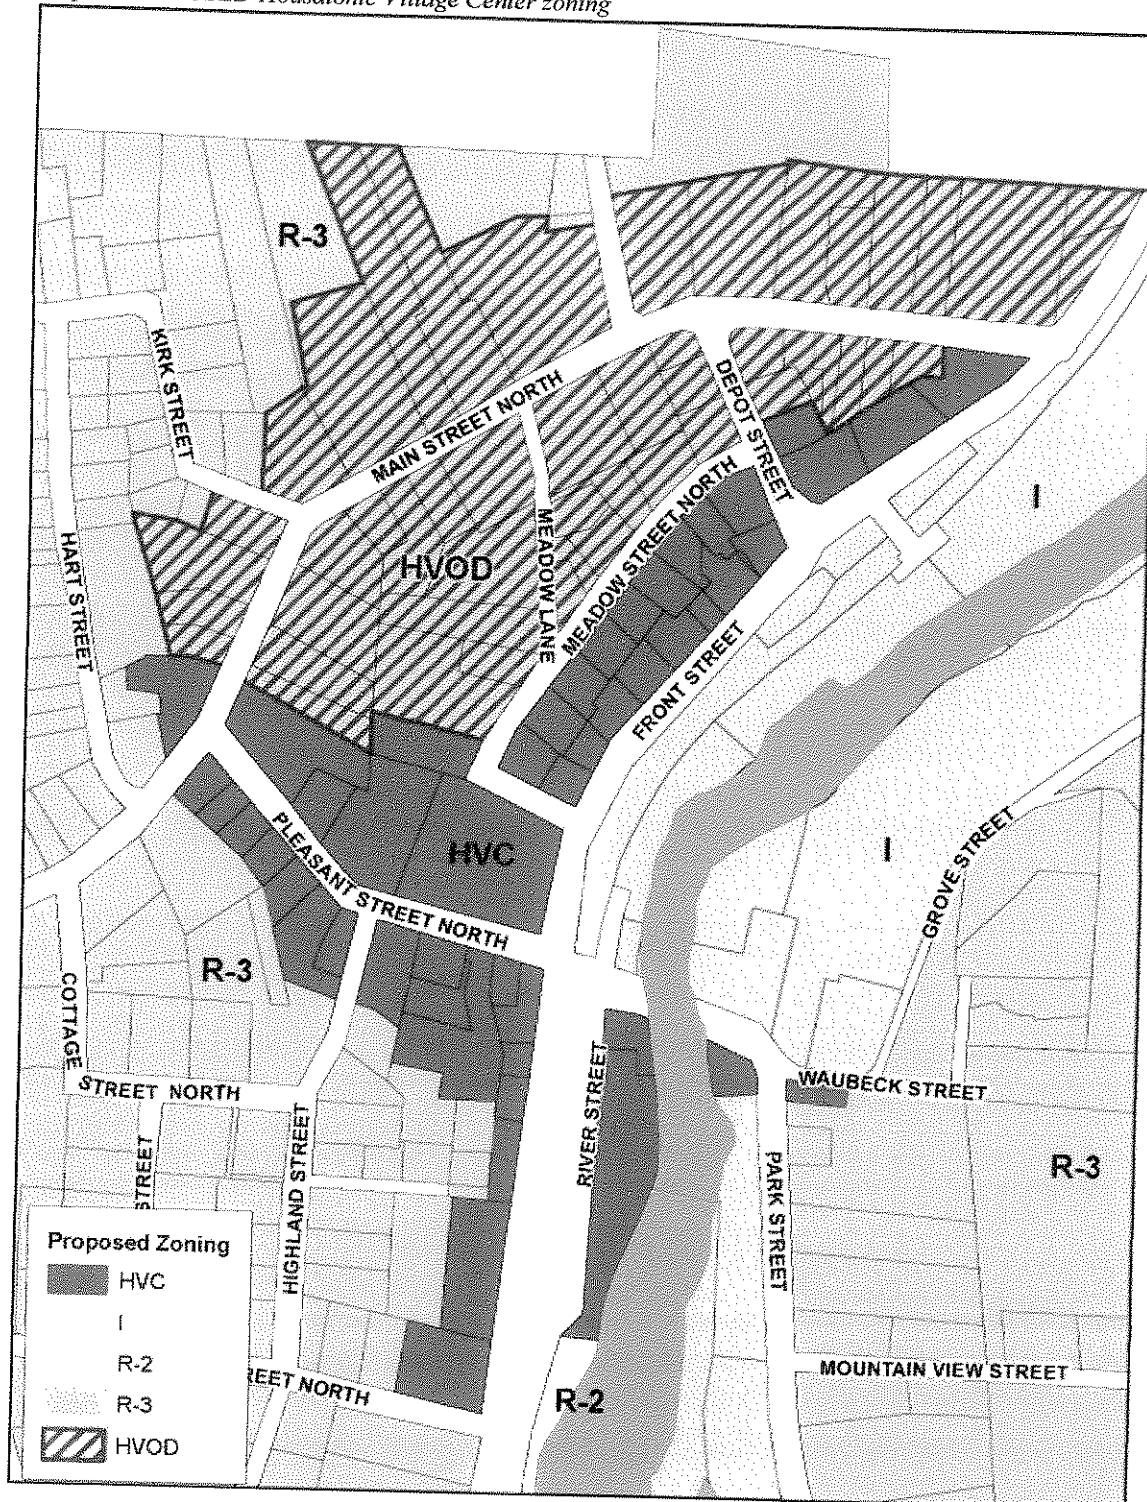 Housatonic Village Center zoning
R-3
KIRK STREET
MAIN STREET NORTH
DEPOT STREET
I
MEADOW STREET NORTH
HVOD
MEADOW LANE
HART STREET
FRONT STREET
PLEASANT STREET NORTH
HVC
I
GROVE STREET
R-3
COTTAGE
STREET NORTH
WAUBECK STREET
RIVER STREET
STREET
HIGHLAND STREET
PARK STREET
R-3
MOUNTAIN VIEW STREET
REET NORTH
R-2
Proposed Zoning
HVC
I
R-2
R-3
HVOD